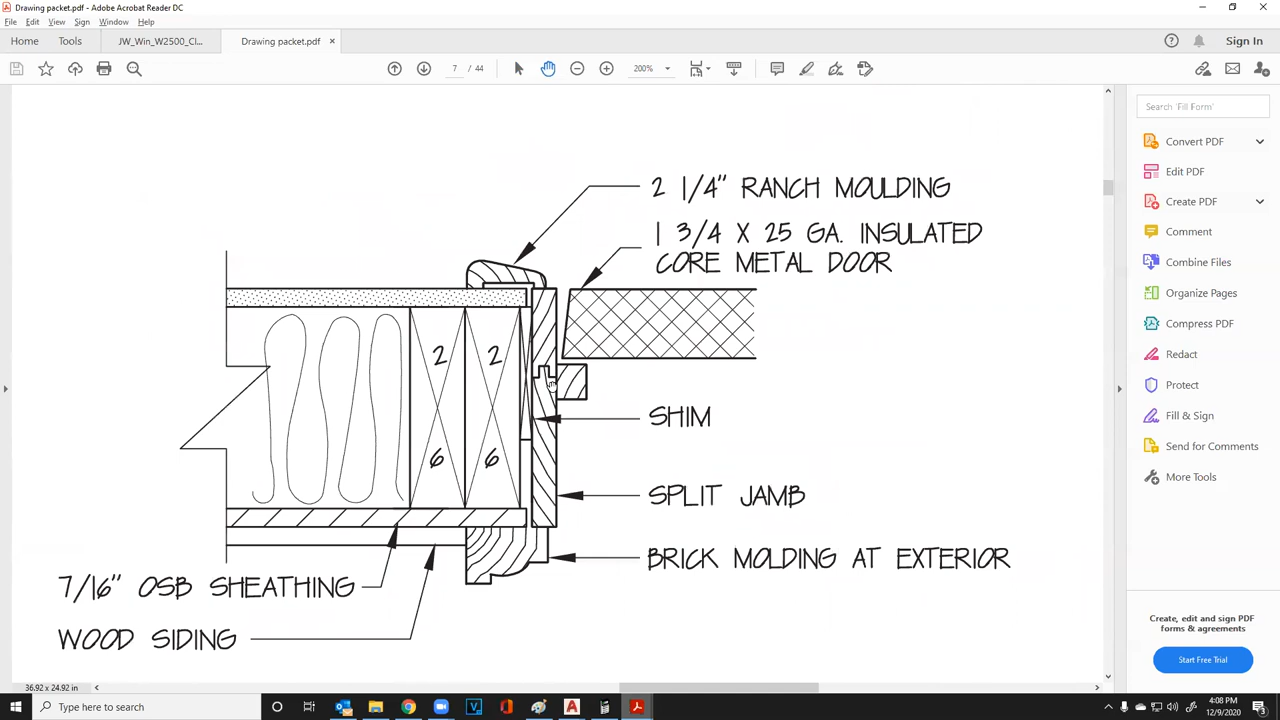 Drawing packet.pdf - Adobe Acrobat Reader DC
File Edit View Sign Window Help
Home Tools JW_Win_W2500_Cl... Drawing packet.pdf × Sign In
7 / 44 200%
Search 'Fill Form'
Convert PDF
Edit PDF
Create PDF
Comment
Combine Files
Organize Pages
Compress PDF
Redact
Protect
Fill & Sign
Send for Comments
More Tools
Create, edit and sign PDF
forms & agreements
Start Free Trial
2 1/4" RANCH MOULDING
1 3/4 X 25 GA. INSULATED
CORE METAL DOOR
2 2
6 6
SHIM
SPLIT JAMB
BRICK MOLDING AT EXTERIOR
7/16" OSB SHEATHING
WOOD SIDING
36.92 x 24.92 in
Type here to search
4:08 PM
12/9/2020